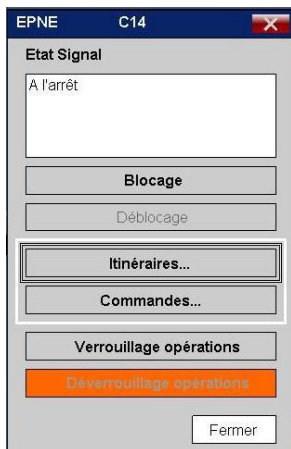 EPNE C14
Etat Signal
A l'arrêt
Blocage
Déblocage
Itinéraires...
Commandes...
Verrouillage opérations
Déverrouillage opérations
Fermer